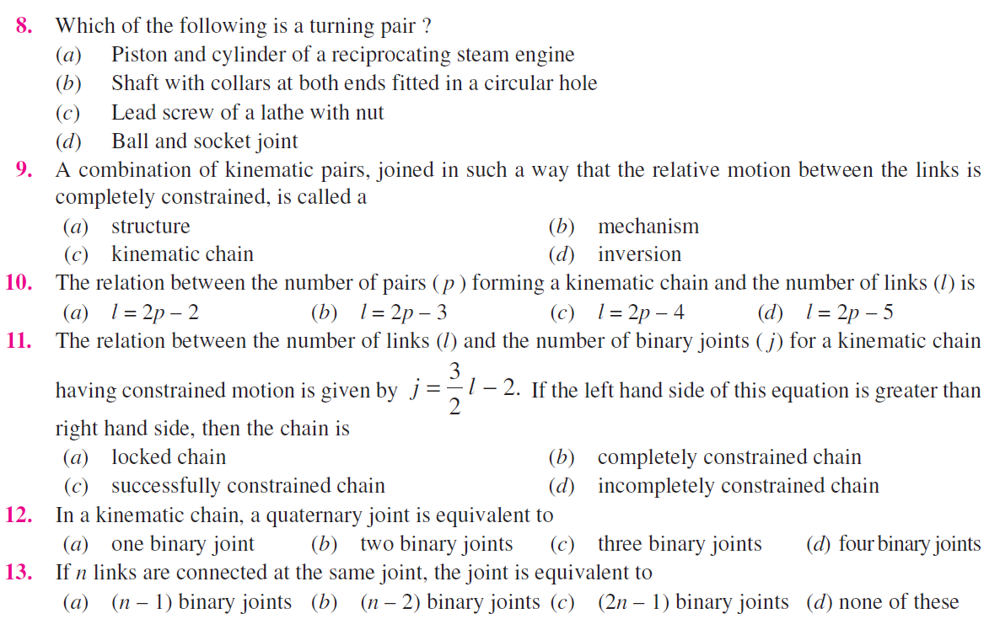 8. Which of the following is a turning pair ?
(a) Piston and cylinder of a reciprocating steam engine
(b) Shaft with collars at both ends fitted in a circular hole
(c) Lead screw of a lathe with nut
(d) Ball and socket joint
9. A combination of kinematic pairs, joined in such a way that the relative motion between the links is
completely constrained, is called a
(a) structure (b) mechanism
(c) kinematic chain (d) inversion
10. The relation between the number of pairs ( p ) forming a kinematic chain and the number of links (l) is
(a) l = 2p – 2 (b) l = 2p – 3 (c) l = 2p – 4 (d) l = 2p – 5
11. The relation between the number of links (l) and the number of binary joints ( j) for a kinematic chain
having constrained motion is given by j = 3/2 l – 2. If the left hand side of this equation is greater than
right hand side, then the chain is
(a) locked chain (b) completely constrained chain
(c) successfully constrained chain (d) incompletely constrained chain
12. In a kinematic chain, a quaternary joint is equivalent to
(a) one binary joint (b) two binary joints (c) three binary joints (d) four binary joints
13. If n links are connected at the same joint, the joint is equivalent to
(a) (n – 1) binary joints (b) (n – 2) binary joints (c) (2n – 1) binary joints (d) none of these